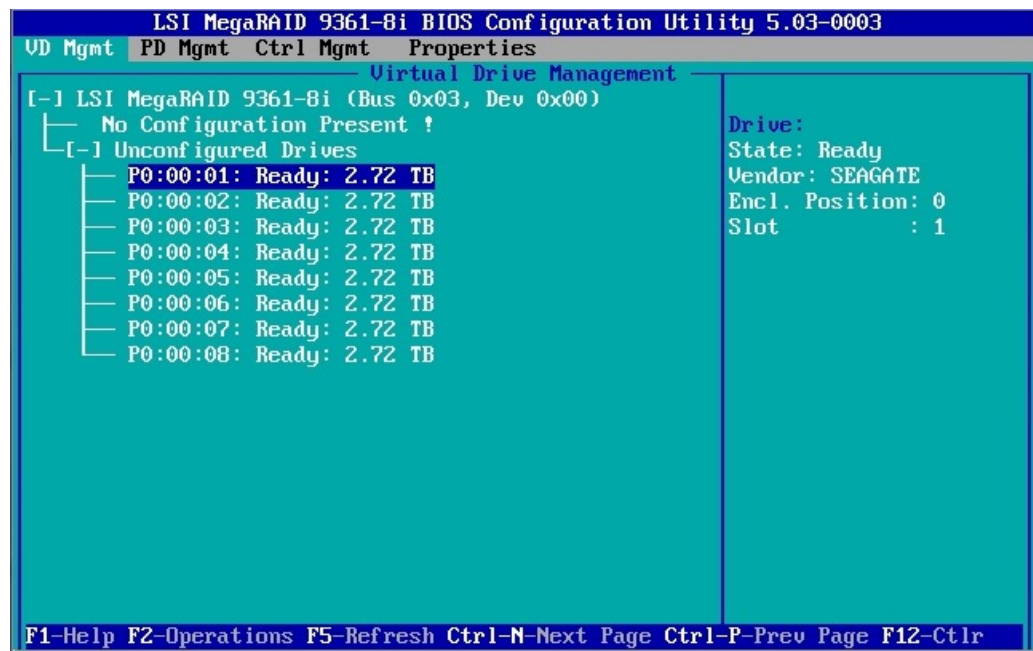 LSI MegaRAID 9361-8i BIOS Configuration Utility 5.03-0003
VD Mgmt PD Mgmt Ctrl Mgmt Properties
Virtual Drive Management
[-] LSI MegaRAID 9361-8i (Bus 0x03, Dev 0x00)
No Configuration Present !
[-] Unconfigured Drives
P0:00:01: Ready: 2.72 TB
P0:00:02: Ready: 2.72 TB
P0:00:03: Ready: 2.72 TB
P0:00:04: Ready: 2.72 TB
P0:00:05: Ready: 2.72 TB
P0:00:06: Ready: 2.72 TB
P0:00:07: Ready: 2.72 TB
P0:00:08: Ready: 2.72 TB
Drive:
State: Ready
Vendor: SEAGATE
Encl. Position: 0
Slot : 1
F1-Help F2-Operations F5-Refresh Ctrl-N-Next Page Ctrl-P-Prev Page F12-Ctlr